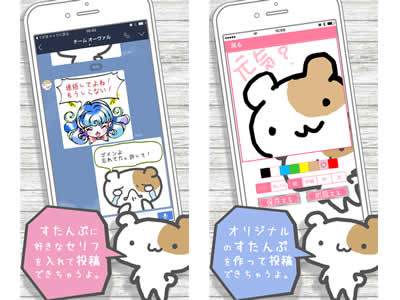 チーム オーヴァル
連絡してよね!
もうしらない!
ゴメンよ
忘れてたよ。許して!
すたんぷに
好きなセリフ
を入れて投稿
できちゃうよ。
戻る
元気?
保存する
オリジナル
のすたんぷ
を作って投稿
できちゃうよ。